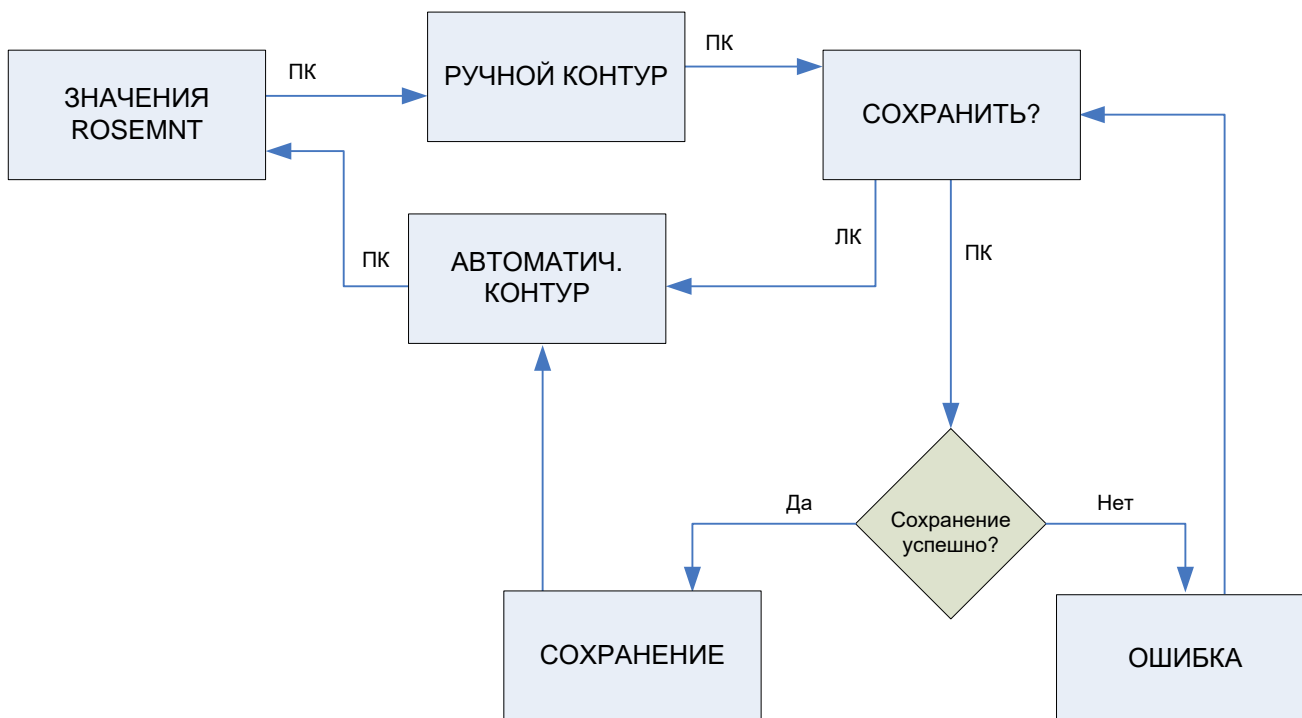 ЗНАЧЕНИЯ
ROSEMNT
ПК
РУЧНОЙ КОНТУР
ПК
СОХРАНИТЬ?
ПК
АВТОМАТИЧ.
КОНТУР
ЛК
ПК
Да
Сохранение
успешно?
Нет
СОХРАНЕНИЕ
ОШИБКА